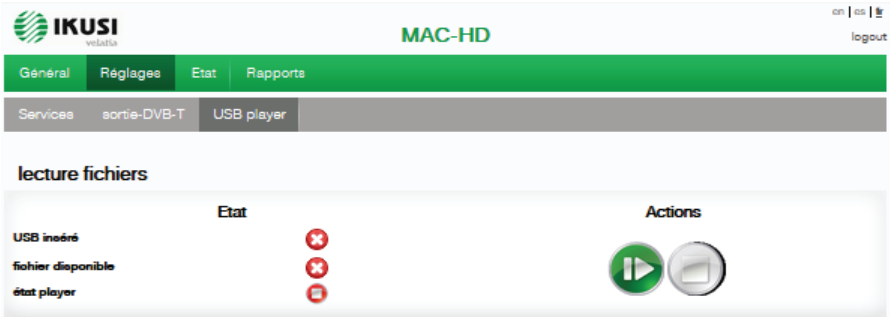 en | es | fr
IKUSI
velatia
MAC-HD
logout
Général Réglages Etat Rapports
Services sortie-DVB-T USB player
lecture fichiers
Etat Actions
USB inséré
fichier disponible
état player